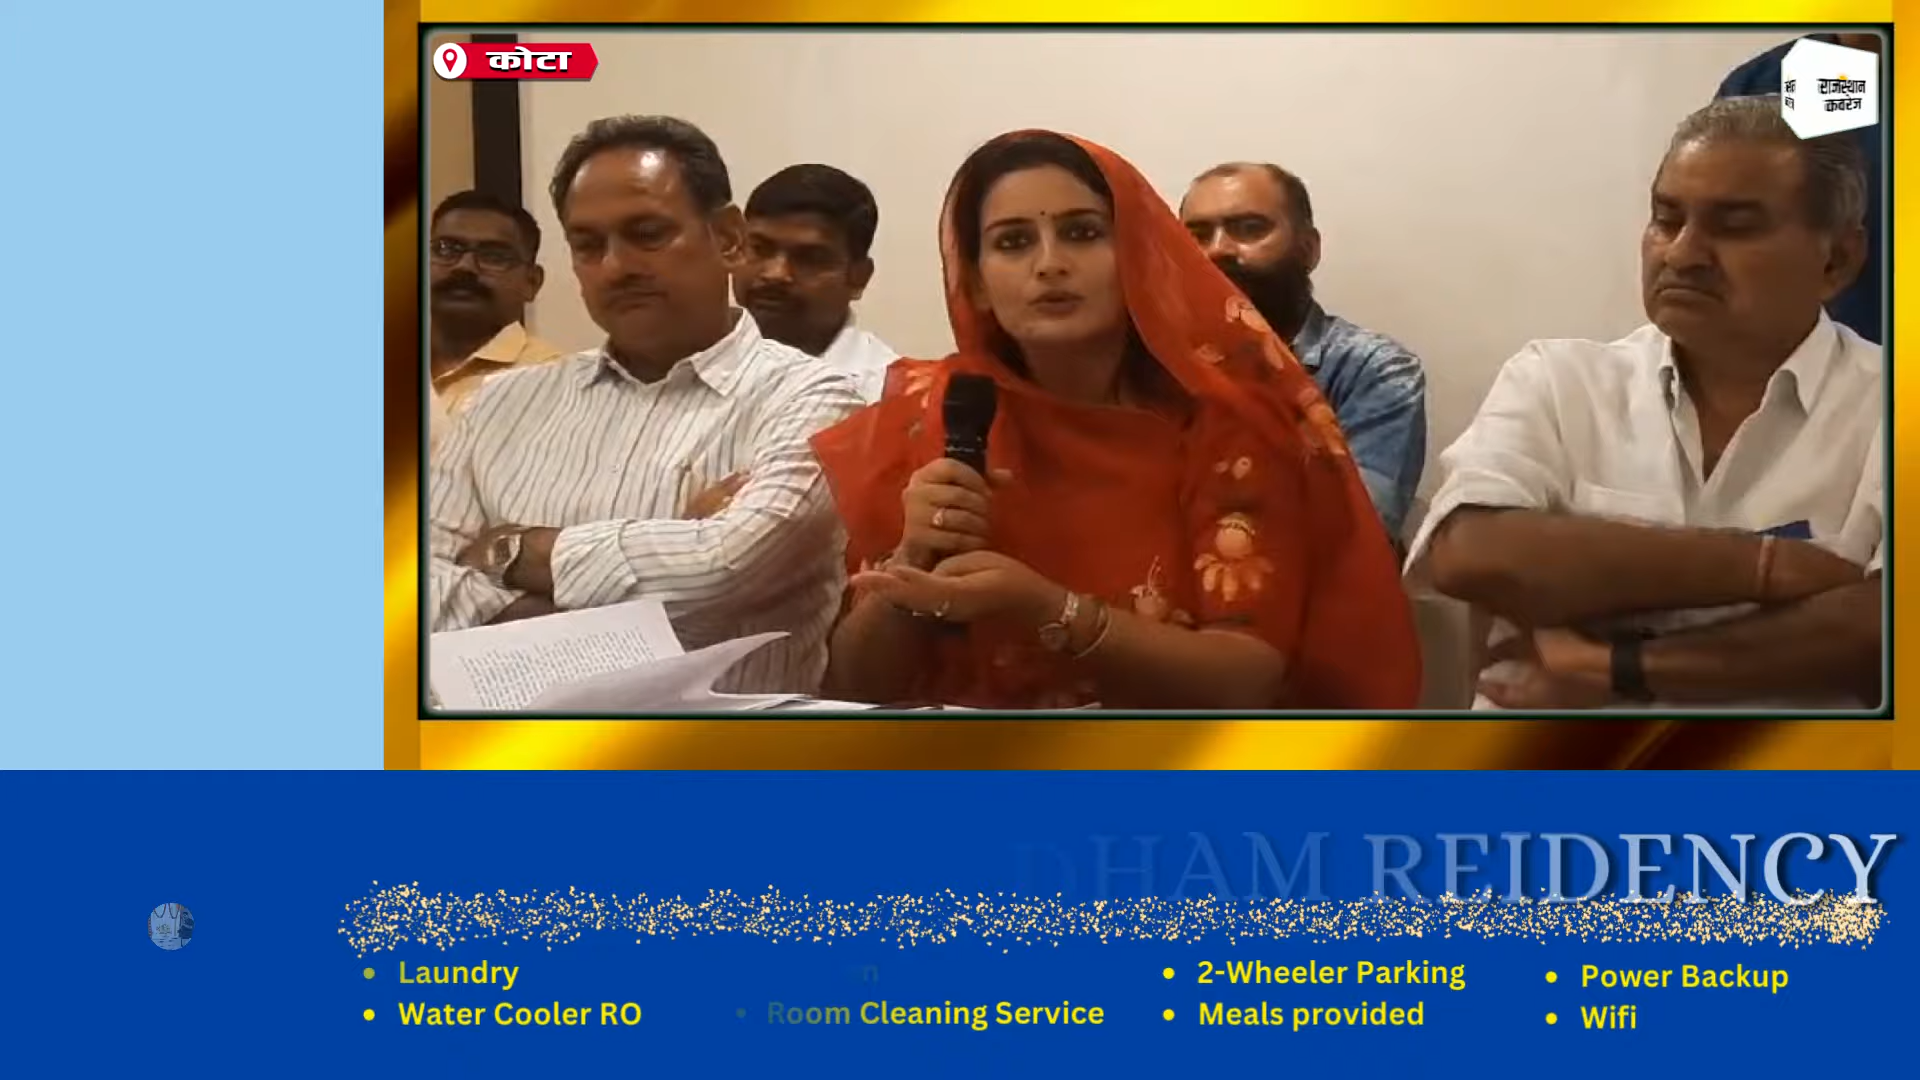 कोटा
राजस्थान
कवरेज
DHAM REIDENCY
Laundry
Water Cooler RO
Room Cleaning Service
2-Wheeler Parking
Meals provided
Power Backup
Wifi